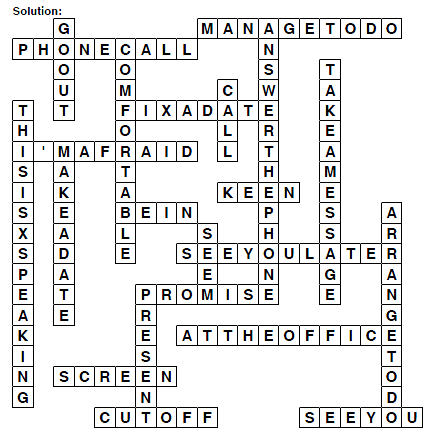 Solution:
GOOUT
MANAGETODO
ANSWERTHEPHONE
PHONECALL
COMFORTABLE
TAKEAMESSAGE
CALL
THISISXSPEAKING
FIXADATE
I'MAFRAID
MAKEADATE
KEEN
BEIN
ARRANGETODO
SEEM
SEEYOULATER
PROMISE
PRESENT
ATTHEOFFICE
SCREEN
CUTOFF
SEEYOU